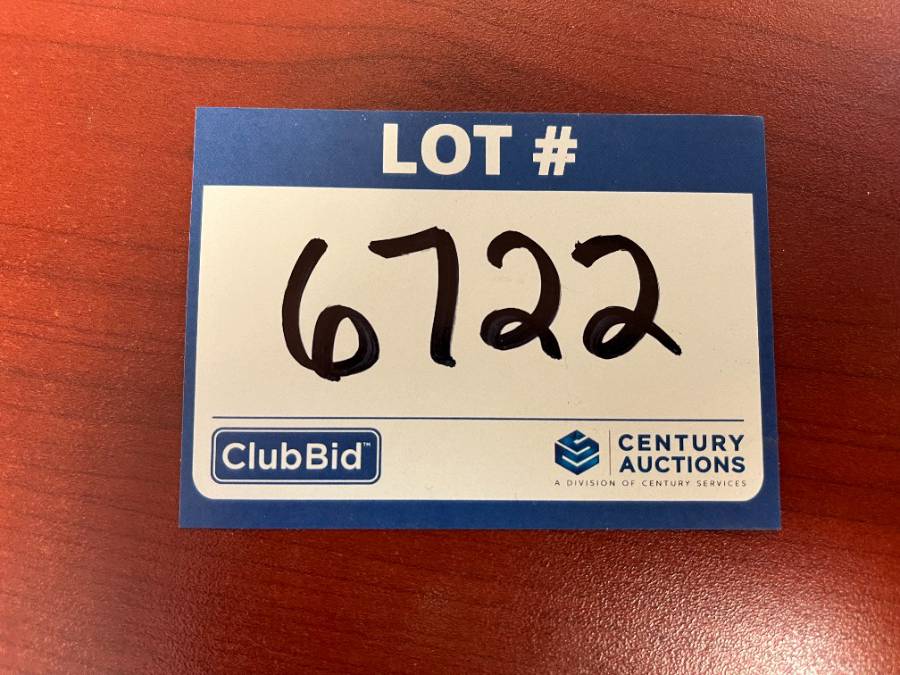 LOT #
6722
ClubBid™
CENTURY
AUCTIONS
A DIVISION OF CENTURY SERVICES